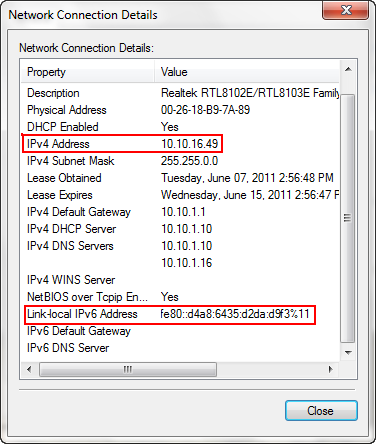 Network Connection Details
Network Connection Details:
Property Value
Description Realtek RTL8102E/RTL8103E Family
Physical Address 00-26-18-B9-7A-89
DHCP Enabled Yes
IPv4 Address 10.10.16.49
IPv4 Subnet Mask 255.255.0.0
Lease Obtained Tuesday, June 07, 2011 2:56:48 PM
Lease Expires Wednesday, June 15, 2011 2:56:47 F
IPv4 Default Gateway 10.10.1.1
IPv4 DHCP Server 10.10.1.10
IPv4 DNS Servers 10.10.1.10
10.10.1.16
IPv4 WINS Server
NetBIOS over Tcpip En... Yes
Link-local IPv6 Address fe80::d4a8:6435:d2da:d9f3%11
IPv6 Default Gateway
IPv6 DNS Server
Close